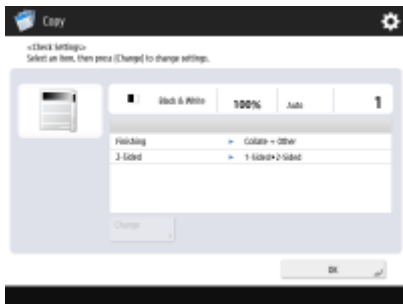 Copy
<Check Settings>
Select an item, then press [Change] to change settings.
Black & White 100% Auto 1
Finishing ► Collate + Other
2-Sided ► 1-Sided►2-Sided
Change
OK